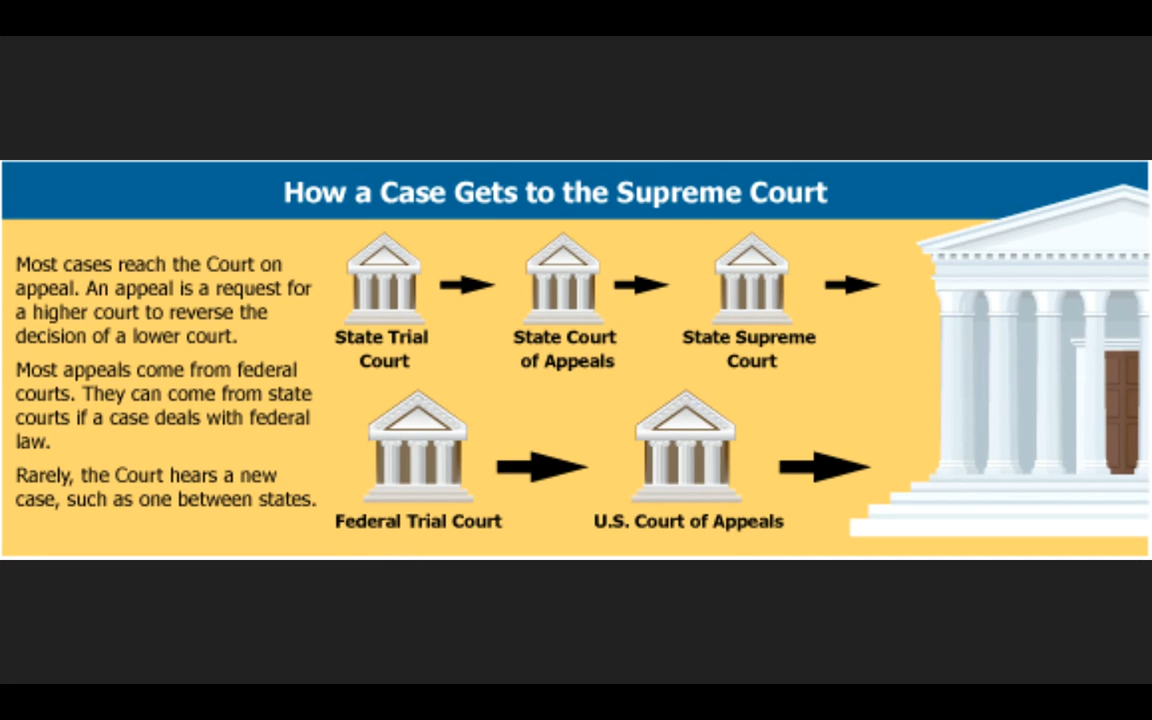 How a Case Gets to the Supreme Court
Most cases reach the Court on
appeal. An appeal is a request for
a higher court to reverse the
decision of a lower court.
Most appeals come from federal
courts. They can come from state
courts if a case deals with federal
law.
Rarely, the Court hears a new
case, such as one between states.
State Trial
Court
State Court
of Appeals
State Supreme
Court
Federal Trial Court
U.S. Court of Appeals